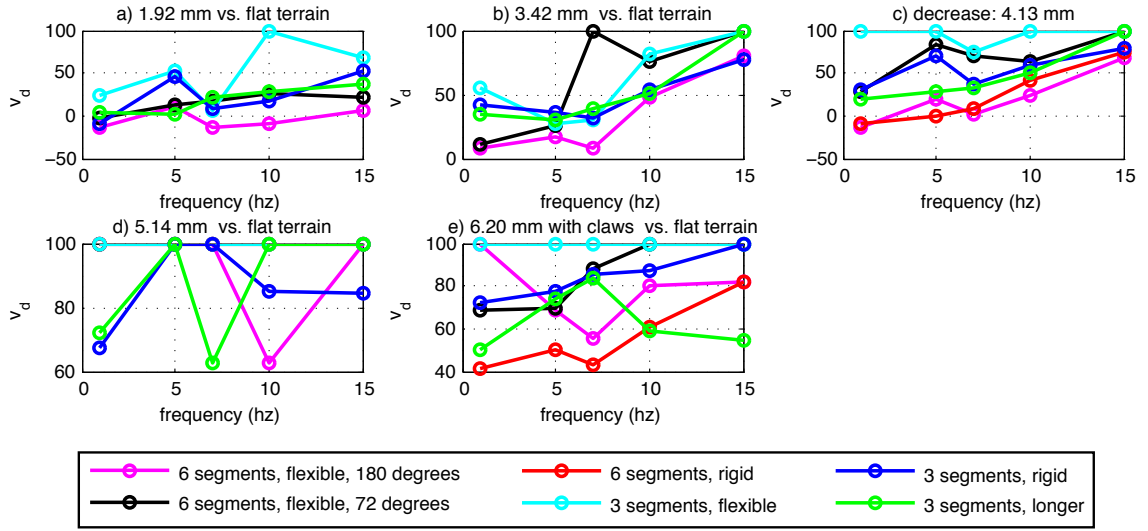 a) 1.92 mm vs. flat terrain
100
50
0
−50
v_d
0 5 10 15
frequency (hz)
b) 3.42 mm vs. flat terrain
100
50
0
v_d
0 5 10 15
frequency (hz)
c) decrease: 4.13 mm
100
50
0
−50
v_d
0 5 10 15
frequency (hz)
d) 5.14 mm vs. flat terrain
100
80
60
v_d
0 5 10 15
frequency (hz)
e) 6.20 mm with claws vs. flat terrain
100
80
60
40
v_d
0 5 10 15
frequency (hz)
6 segments, flexible, 180 degrees
6 segments, flexible, 72 degrees
6 segments, rigid
3 segments, flexible
3 segments, rigid
3 segments, longer